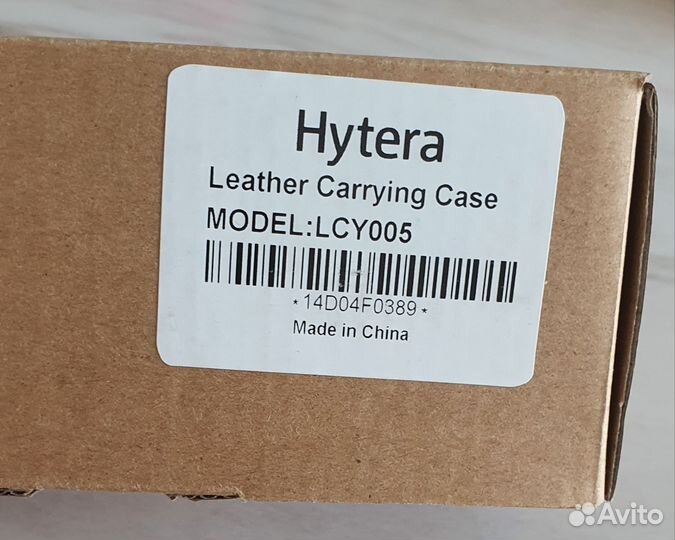 Hytera
Leather Carrying Case
MODEL:LCY005
*14D04F0389*
Made in China
Avito